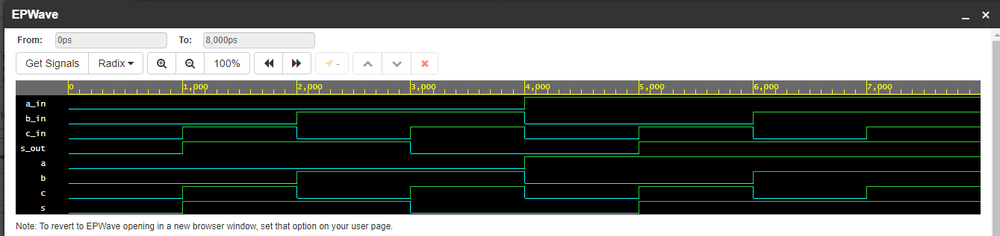 EPWave
From: 0ps To: 8,000ps
Get Signals Radix 100% -
0 1,000 2,000 3,000 4,000 5,000 6,000 7,000
a_in
b_in
c_in
s_out
a
b
c
s
Note: To revert to EPWave opening in a new browser window, set that option on your user page.